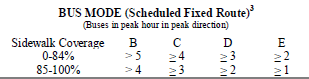 BUS MODE (Scheduled Fixed Route)³
(Buses in peak hour in peak direction)
Sidewalk Coverage B C D E
0-84% > 5 ≥ 4 ≥ 3 ≥ 2
85-100% > 4 ≥ 3 ≥ 2 ≥ 1